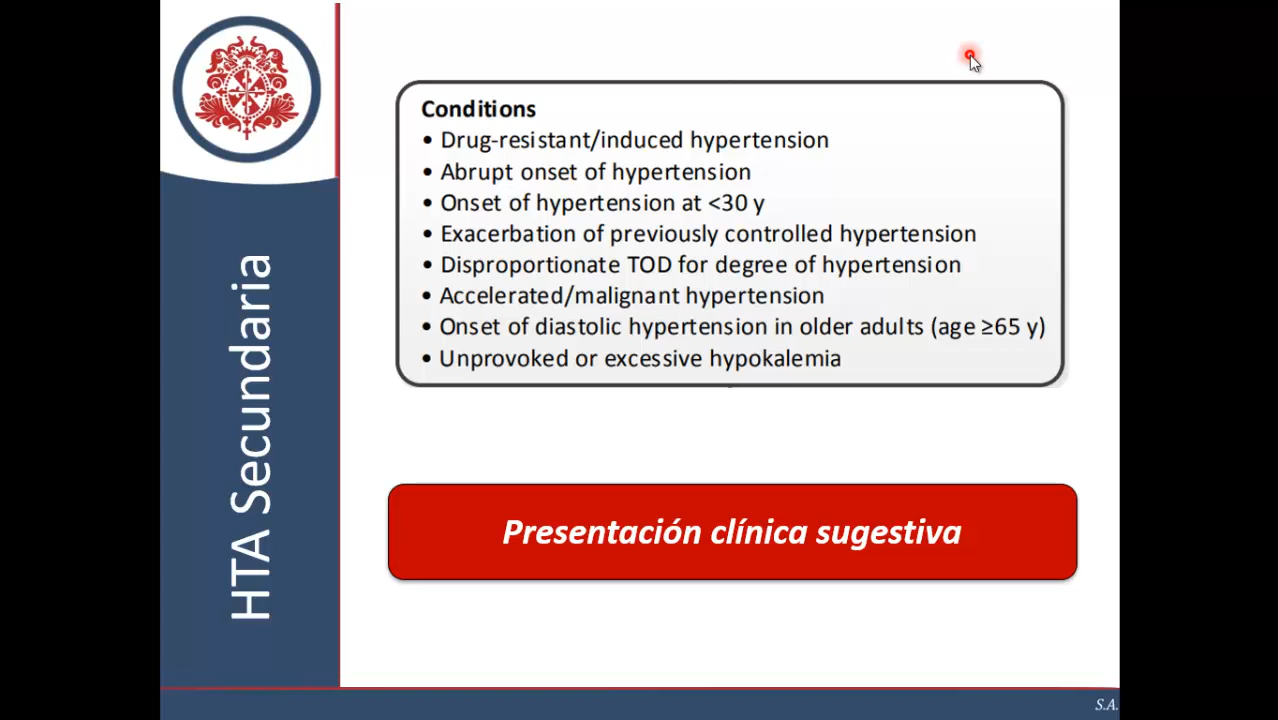 HTA Secundaria
Conditions
• Drug-resistant/induced hypertension
• Abrupt onset of hypertension
• Onset of hypertension at <30 y
• Exacerbation of previously controlled hypertension
• Disproportionate TOD for degree of hypertension
• Accelerated/malignant hypertension
• Onset of diastolic hypertension in older adults (age ≥65 y)
• Unprovoked or excessive hypokalemia
Presentación clínica sugestiva
S.A.